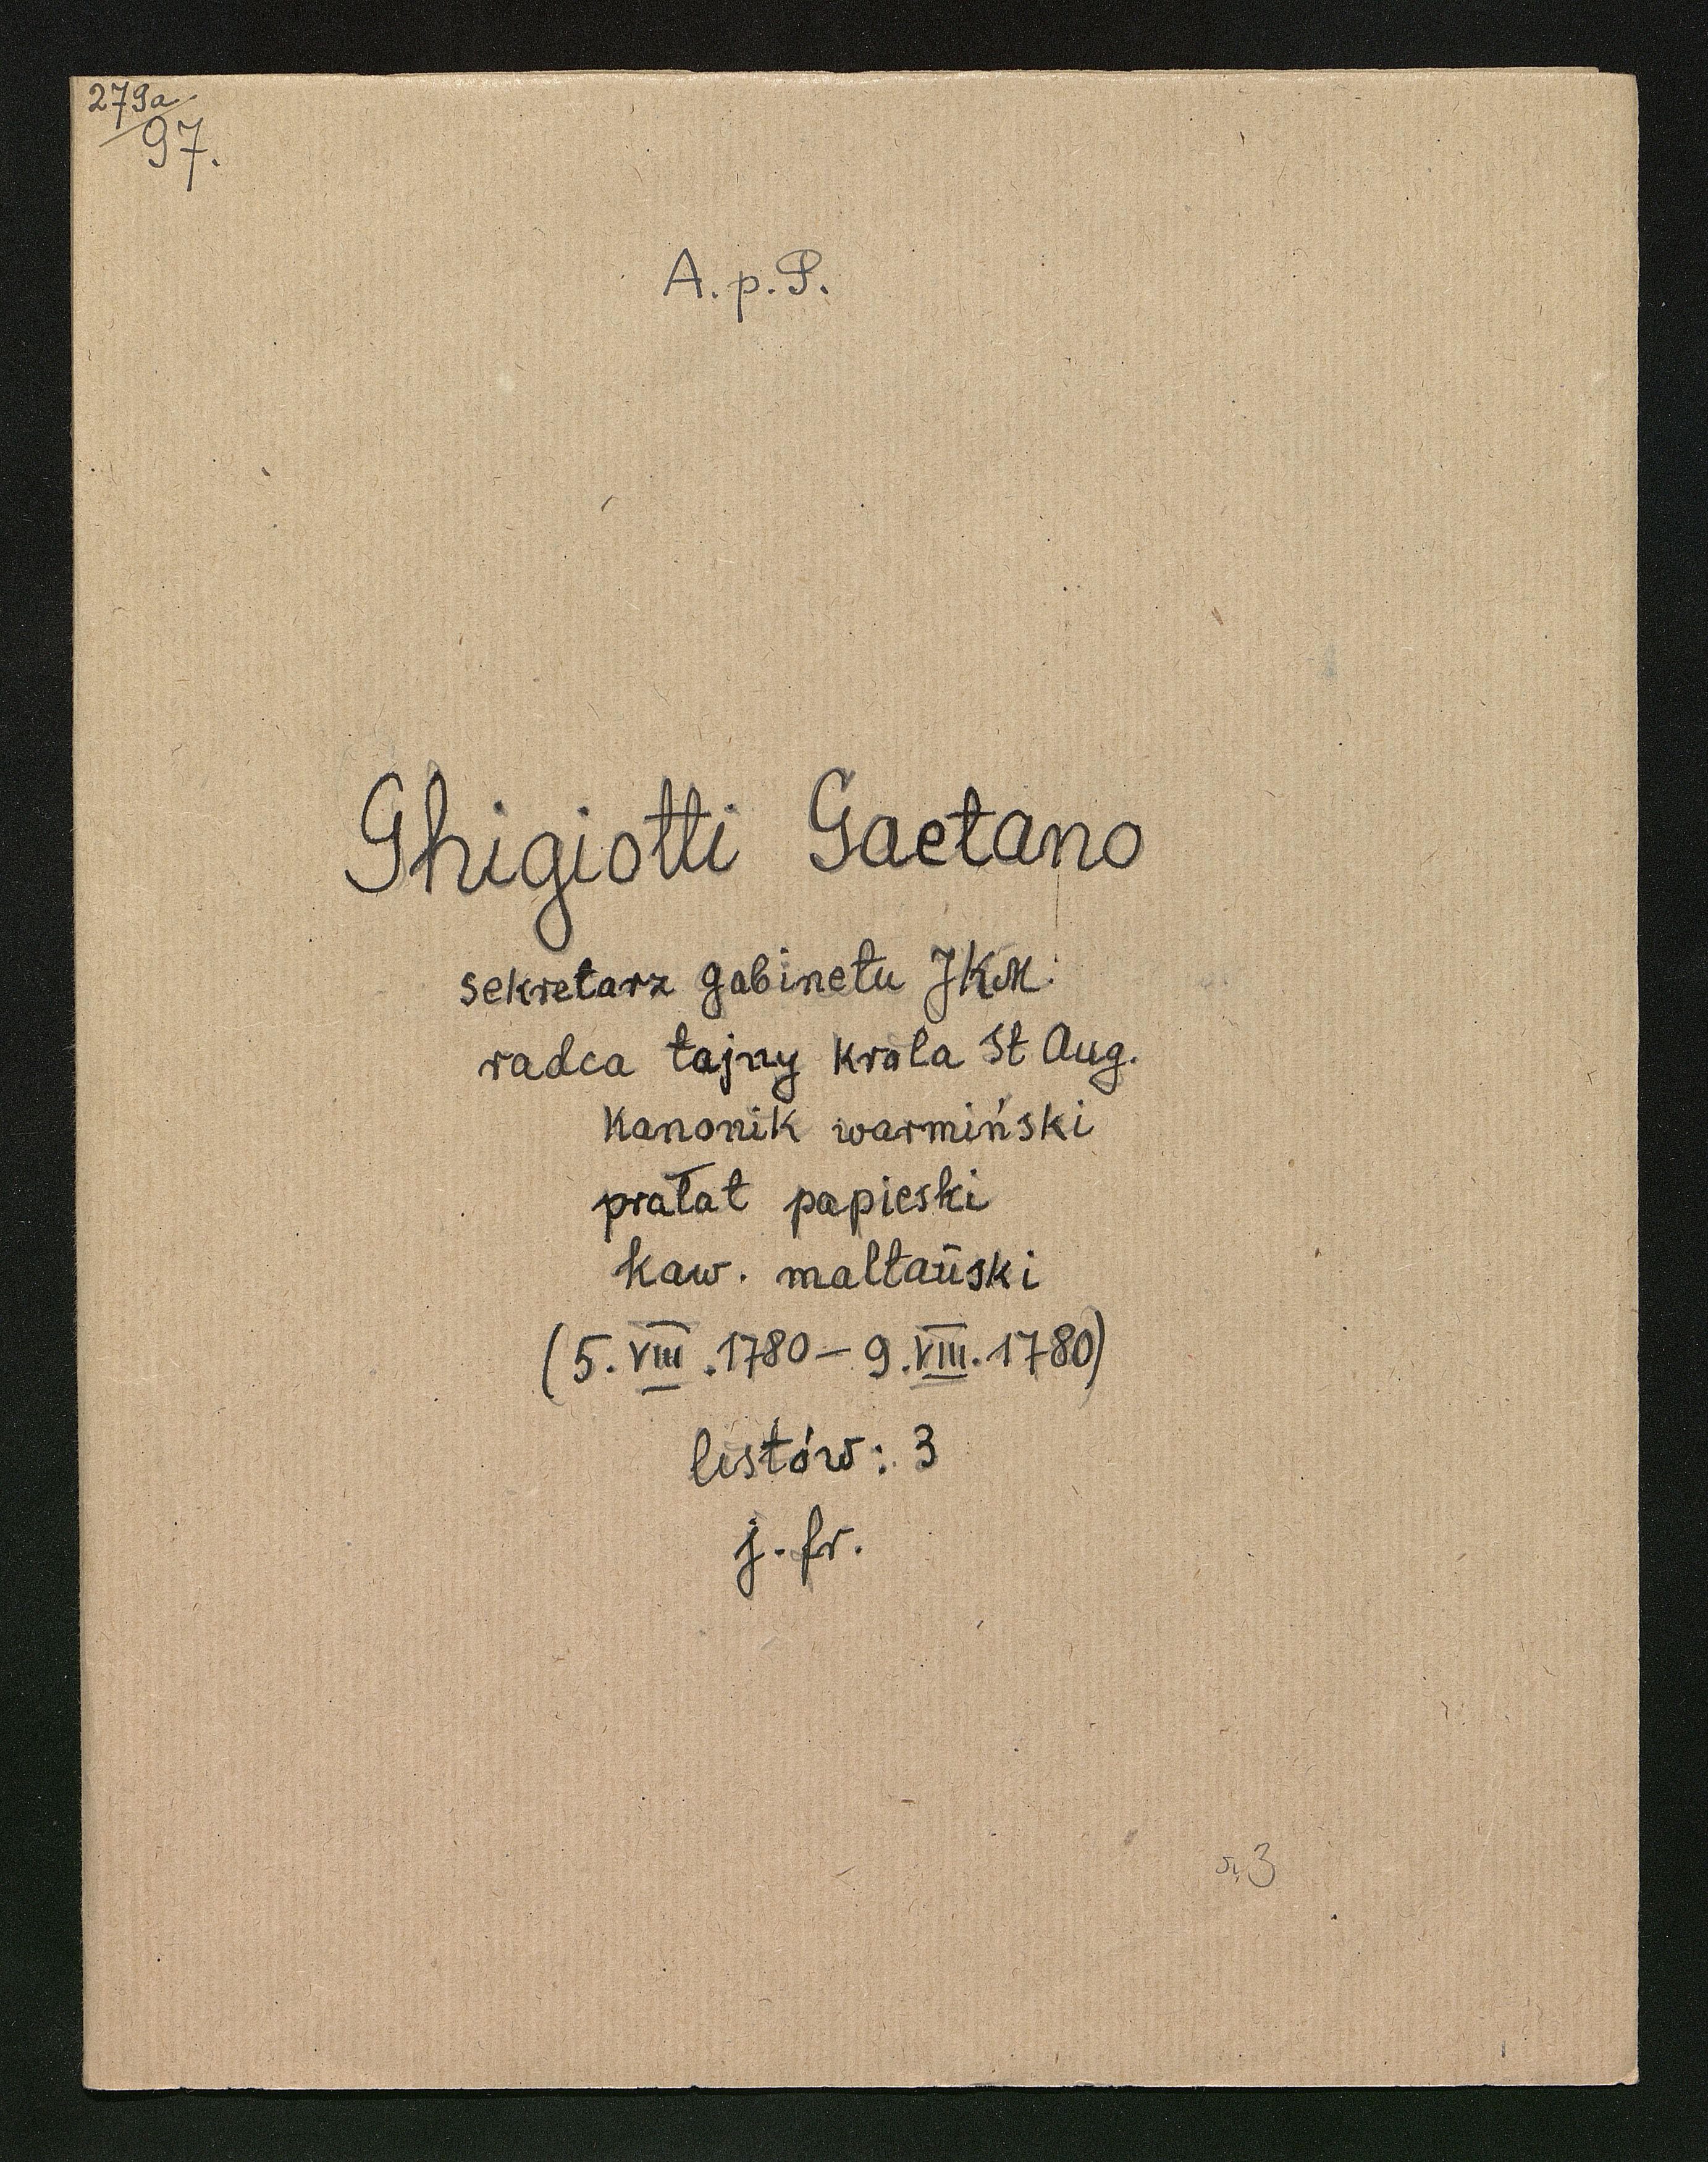 279a
97.
A. p. P.
Ghigiotti Gaetano
sekretarz gabinetu JKM.
radca tajny króla St Aug.
kanonik warmiński
prałat papieski
kaw. maltański
(5. VIII. 1780 – 9. VIII. 1780)
listów: 3
j. fr.
3